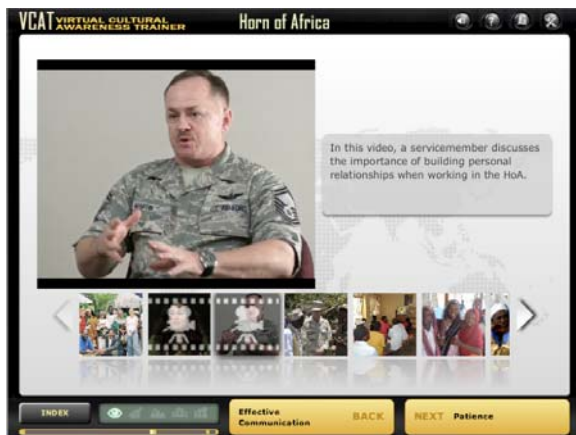 VCAT VIRTUAL CULTURAL
AWARENESS TRAINER
Horn of Africa
In this video, a servicemember discusses
the importance of building personal
relationships when working in the HoA.
INDEX
Effective
Communication
BACK
NEXT Patience